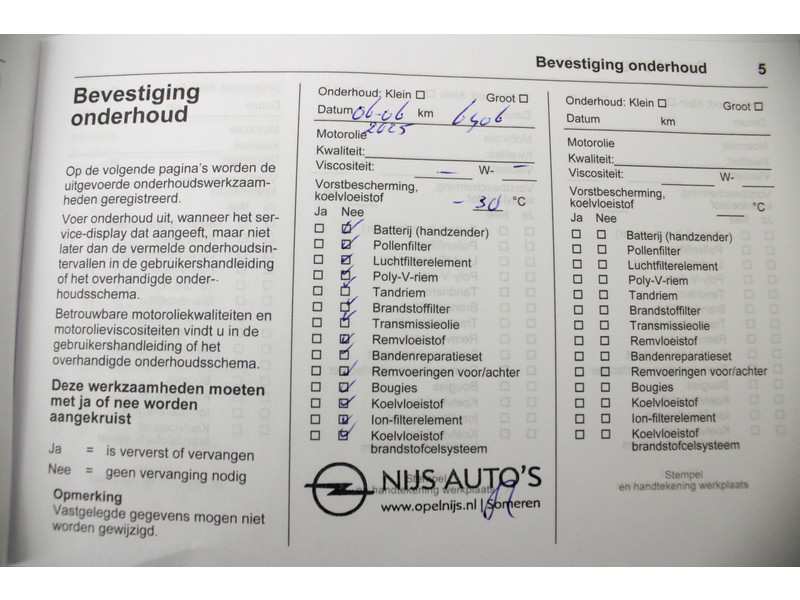 Bevestiging onderhoud 5
Bevestiging
onderhoud
Op de volgende pagina's worden de
uitgevoerde onderhoudswerkzaam-
heden geregistreerd.
Voer onderhoud uit, wanneer het ser-
vice-display dat aangeeft, maar niet
later dan de vermelde onderhoudsin-
tervallen in de gebruikershandleiding
of het overhandigde onder-
houdsschema.
Betrouwbare motoroliekwaliteiten en
motorolieviscositeiten vindt u in de
gebruikershandleiding of het
overhandigde onderhoudsschema.
Deze werkzaamheden moeten
met ja of nee worden
aangekruist
Ja = is ververst of vervangen
Nee = geen vervanging nodig
Opmerking
Vastgelegde gegevens mogen niet
worden gewijzigd.
Onderhoud: Klein Groot
Datum 06-06 km 6406
2025
Motorolie
Kwaliteit:
Viscositeit: - W- -
Vorstbescherming,
koelvloeistof -30 °C
Ja Nee
Batterij (handzender)
Pollenfilter
Luchtfilterelement
Poly-V-riem
Tandriem
Brandstoffilter
Transmissieolie
Remvloeistof
Bandenreparatieset
Remvoeringen voor/achter
Bougies
Koelvloeistof
Ion-filterelement
Koelvloeistof
brandstofcelsysteem
Stempel
en handtekening werkplaats
NIJS AUTO'S
www.opelnijs.nl | Someren
Onderhoud: Klein Groot
Datum km
Motorolie
Kwaliteit:
Viscositeit: W-
Vorstbescherming,
koelvloeistof °C
Ja Nee
Batterij (handzender)
Pollenfilter
Luchtfilterelement
Poly-V-riem
Tandriem
Brandstoffilter
Transmissieolie
Remvloeistof
Bandenreparatieset
Remvoeringen voor/achter
Bougies
Koelvloeistof
Ion-filterelement
Koelvloeistof
brandstofcelsysteem
Stempel
en handtekening werkplaats